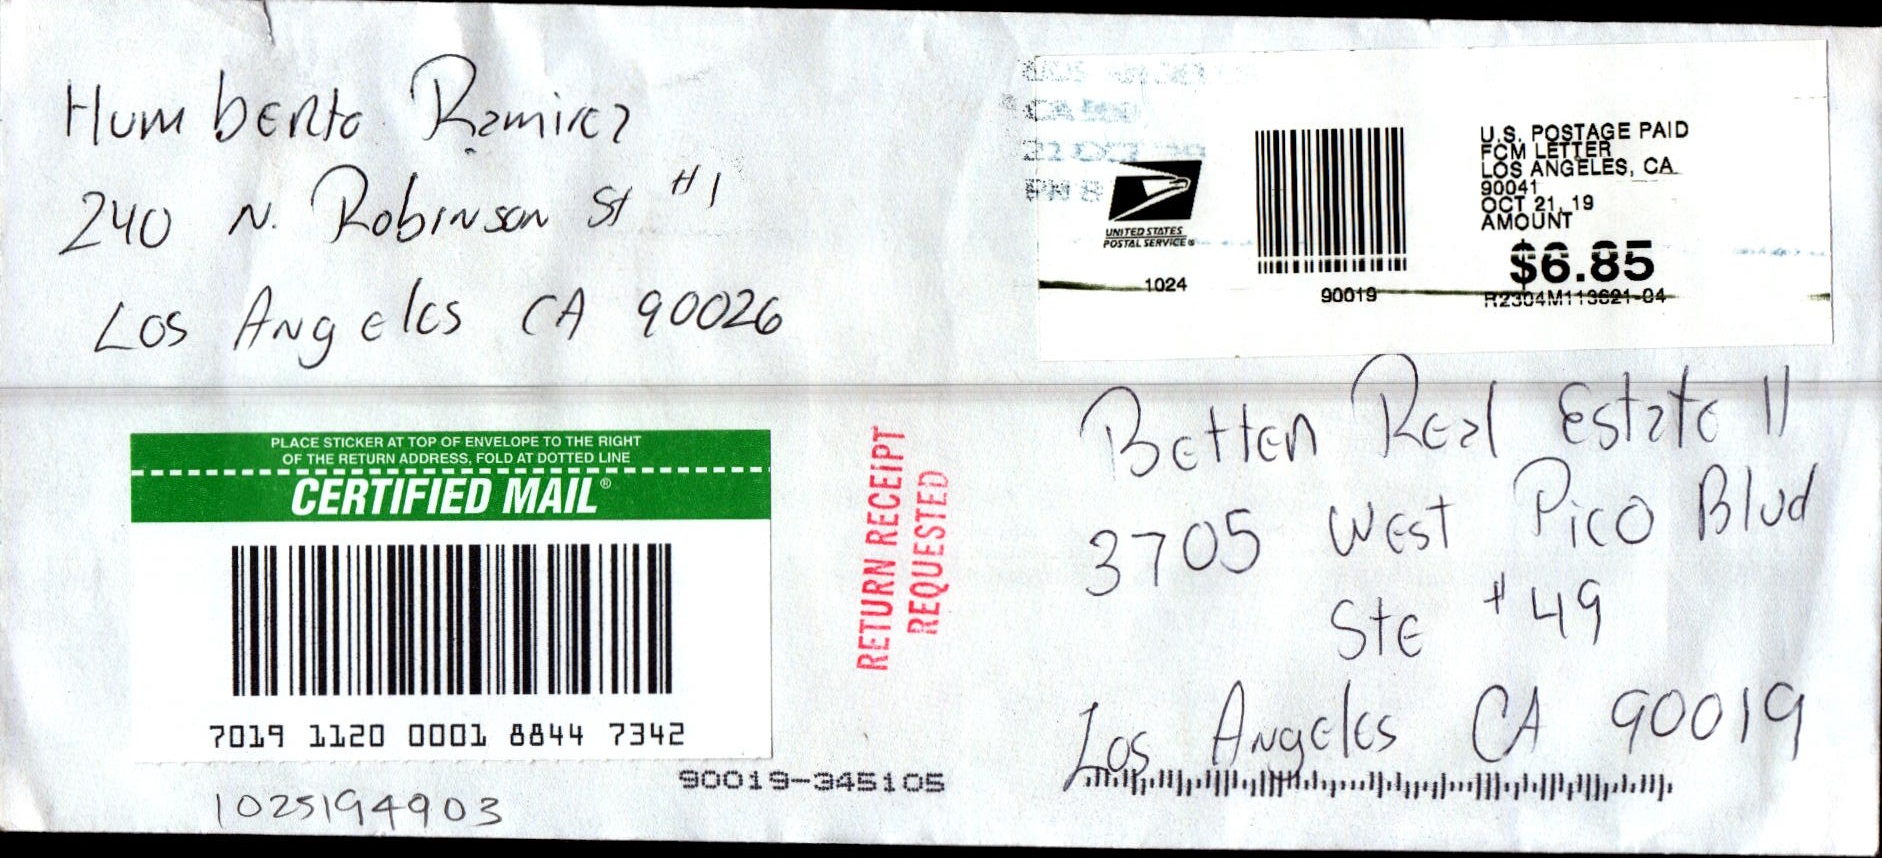 Humberto Ramirez
240 N. Robinson St #1
Los Angeles CA 90026
UNITED STATES
POSTAL SERVICE®
1024
90019
U.S. POSTAGE PAID
FCM LETTER
LOS ANGELES, CA
90041
OCT 21, 19
AMOUNT
$6.85
R2304M113621-04
PLACE STICKER AT TOP OF ENVELOPE TO THE RIGHT
OF THE RETURN ADDRESS, FOLD AT DOTTED LINE
CERTIFIED MAIL®
7019 1120 0001 8844 7342
RETURN RECEIPT
REQUESTED
Better Real Estate II
3705 West Pico Blvd
Ste #49
Los Angeles CA 90019
90019-345105
1025194903